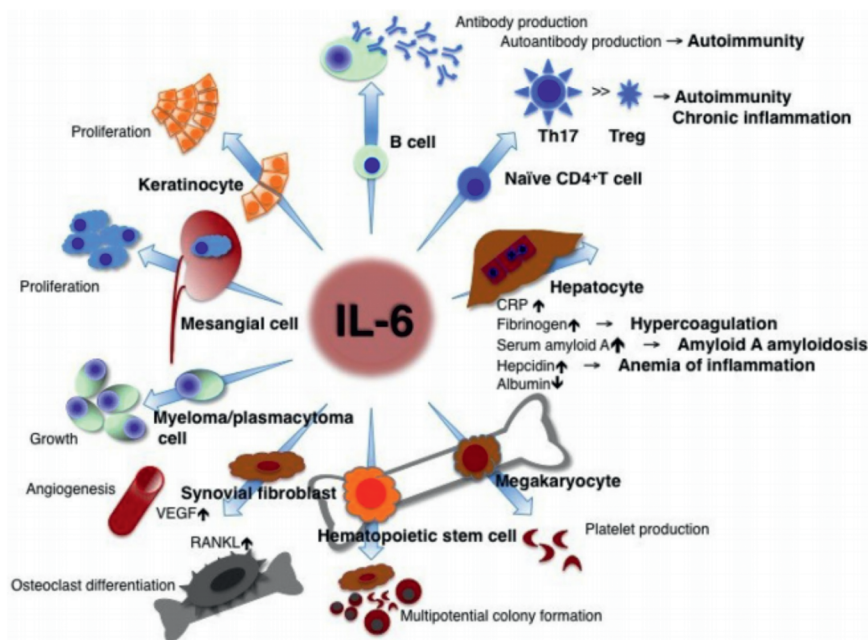 Antibody production
Autoantibody production → Autoimmunity
B cell
>>
Th17
Treg
→ Autoimmunity
Chronic inflammation
Naïve CD4⁺T cell
Proliferation
Keratinocyte
Proliferation
Mesangial cell
IL-6
Hepatocyte
CRP ↑
Fibrinogen ↑ → Hypercoagulation
Serum amyloid A ↑ → Amyloid A amyloidosis
Hepcidin ↑ → Anemia of inflammation
Albumin ↓
Myeloma/plasmacytoma
cell
Growth
Angiogenesis
VEGF ↑
Synovial fibroblast
RANKL ↑
Osteoclast differentiation
Hematopoietic stem cell
Multipotential colony formation
Megakaryocyte
Platelet production